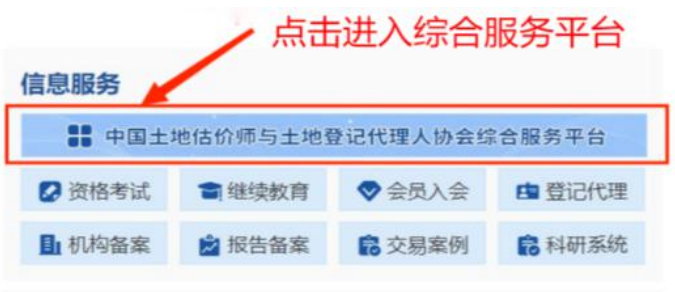 点击进入综合服务平台
信息服务
中国土地估价师与土地登记代理人协会综合服务平台
资格考试 继续教育 会员入会 登记代理
机构备案 报告备案 交易案例 科研系统